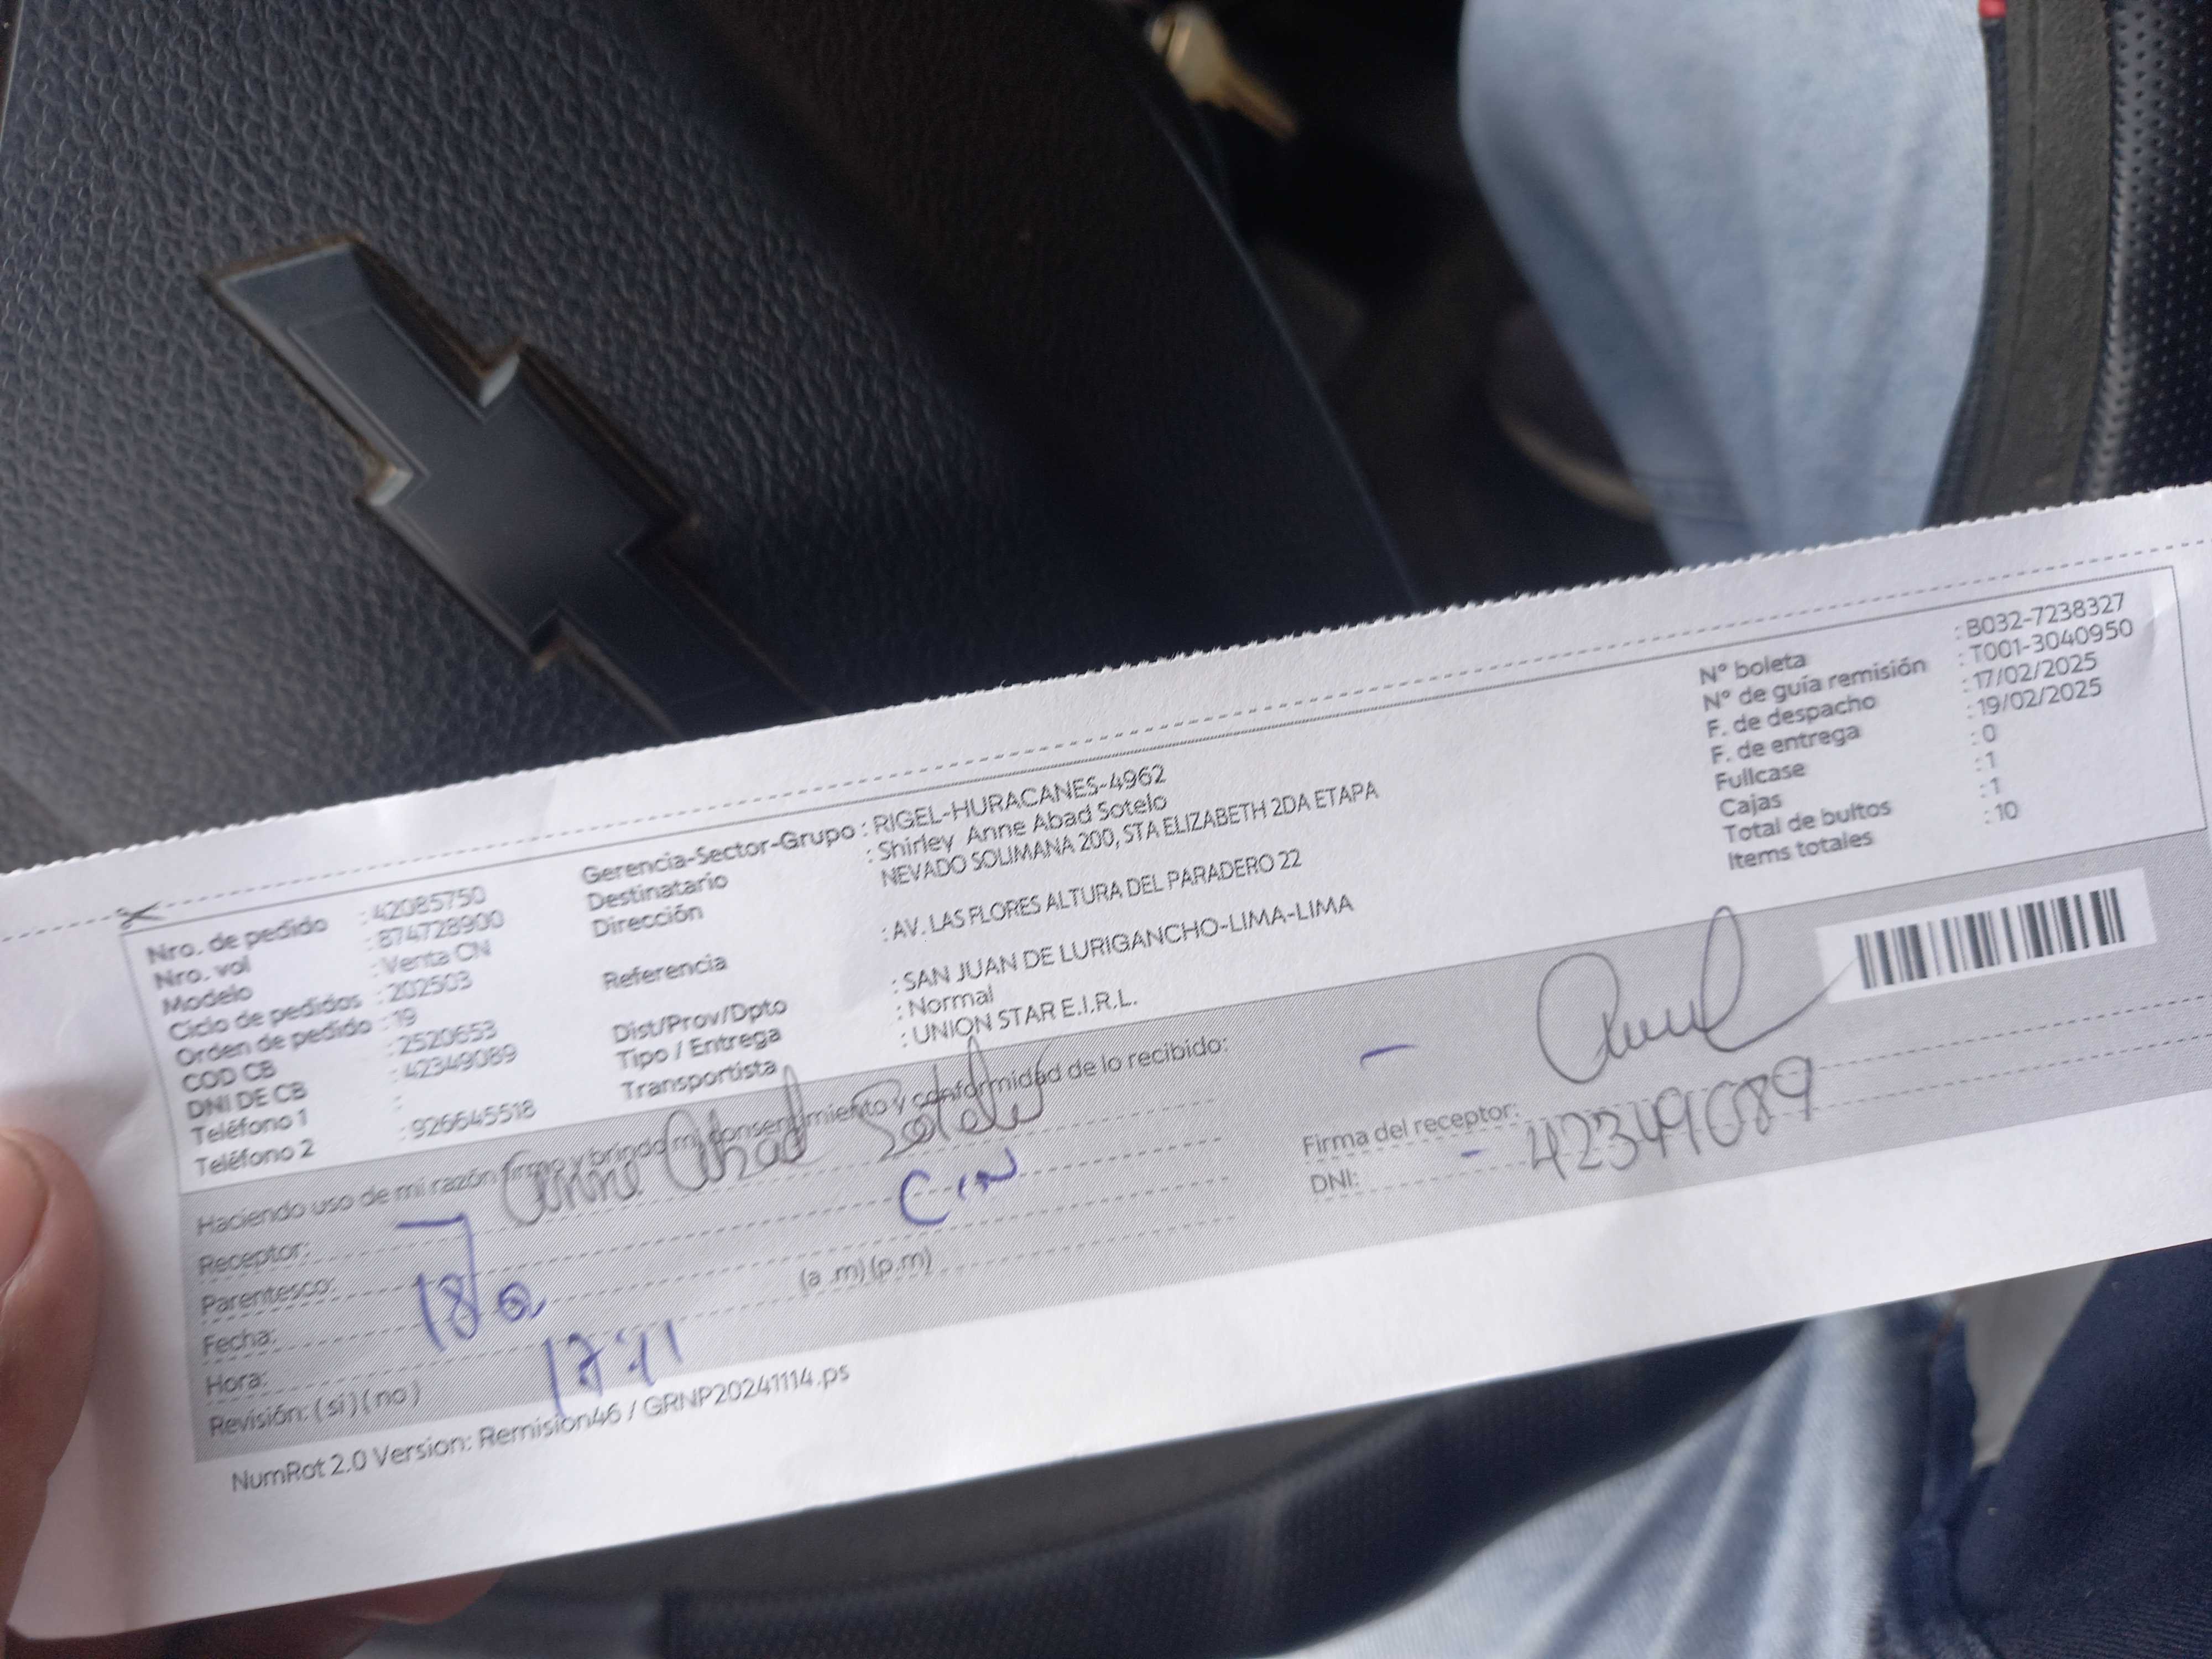 Nro. de pedido : 42085750
Nro. vol : 874728900
Modelo : Venta CN
Ciclo de pedidos : 202503
Orden de pedido : 19
COD CB : 2520653
DNI DE CB : 42349089
Teléfono 1 :
Teléfono 2 : 926645518
Gerencia-Sector-Grupo : RIGEL-HURACANES-4962
Destinatario : Shirley Anne Abad Sotelo
Dirección NEVADO SOLIMANA 200, STA ELIZABETH 2DA ETAPA
Referencia : AV. LAS FLORES ALTURA DEL PARADERO 22
Dist/Prov/Dpto : SAN JUAN DE LURIGANCHO-LIMA-LIMA
Tipo / Entrega : Normal
Transportista : UNION STAR E.I.R.L.
N° boleta : B032-7238327
N° de guía remisión : T001-3040950
F. de despacho : 17/02/2025
F. de entrega : 19/02/2025
Fullcase : 0
Cajas : 1
Total de bultos : 1
Items totales : 10
Haciendo uso de mi razón firmo y brindo mi consentimiento y conformidad de lo recibido:
Receptor: Anne Abad Sotelo
Parentesco:
Fecha:
Hora: (a .m) (p.m)
Revisión: ( si ) ( no )
Firma del receptor:
DNI: - 42349089
NumRot 2.0 Version: Remision46 / GRNP20241114.ps